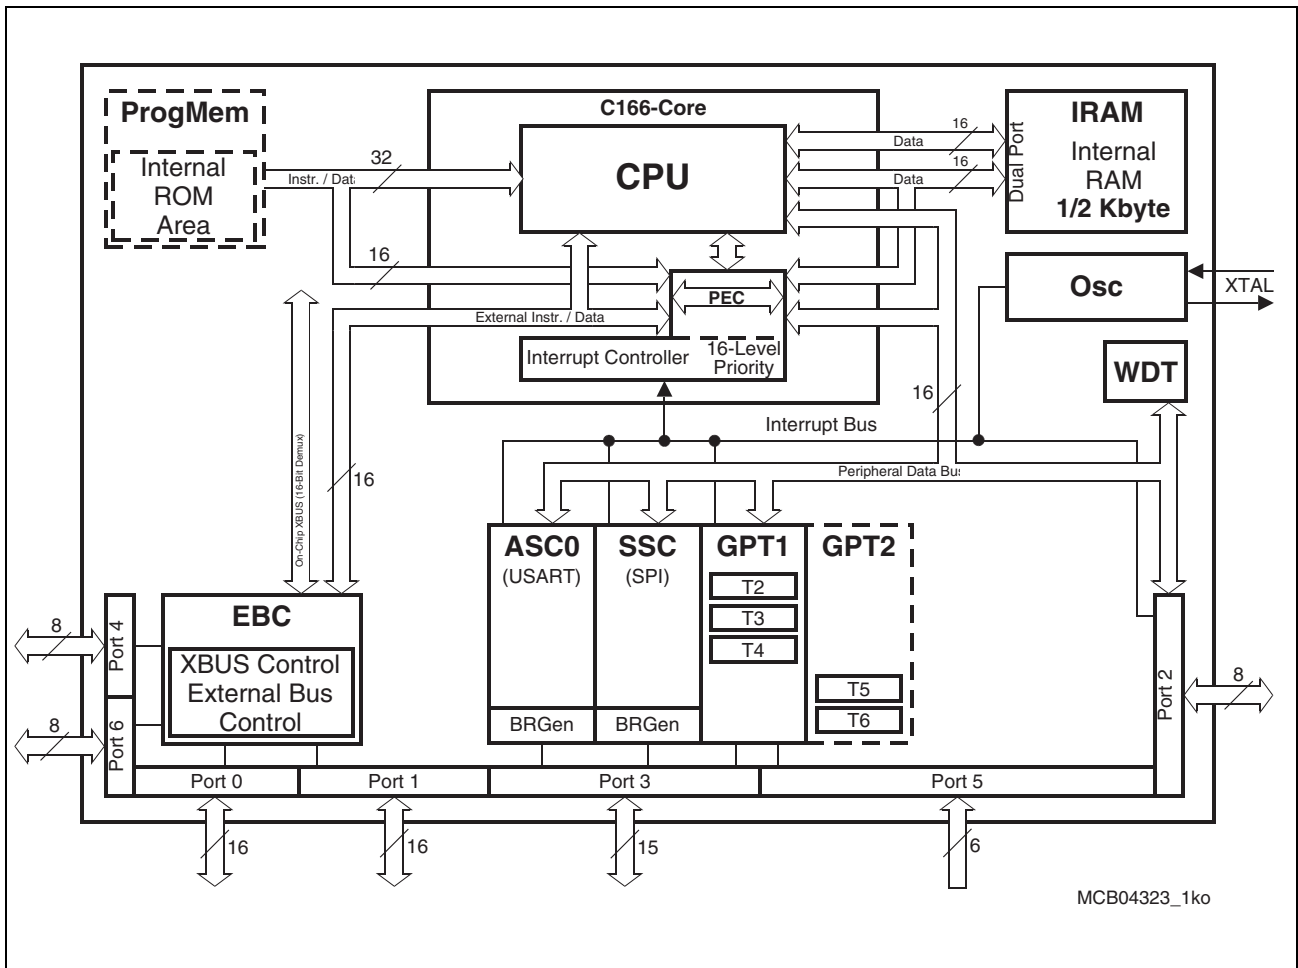 ProgMem
Internal
ROM
Area
C166-Core
CPU
IRAM
Internal
RAM
1/2 Kbyte
Dual Port
32
Instr. / Data
16
Data
16
Data
16
Osc
XTAL
PEC
External Instr. / Data
Interrupt Controller
16-Level
Priority
WDT
16
Interrupt Bus
Peripheral Data Bus
On-Chip XBUS (16-Bit Demux)
16
ASC0
(USART)
SSC
(SPI)
GPT1
T2
T3
T4
GPT2
T5
T6
BRGen
BRGen
EBC
XBUS Control
External Bus
Control
8
Port 4
8
Port 6
Port 2
8
Port 0
Port 1
Port 3
Port 5
16
16
15
6
MCB04323_1ko